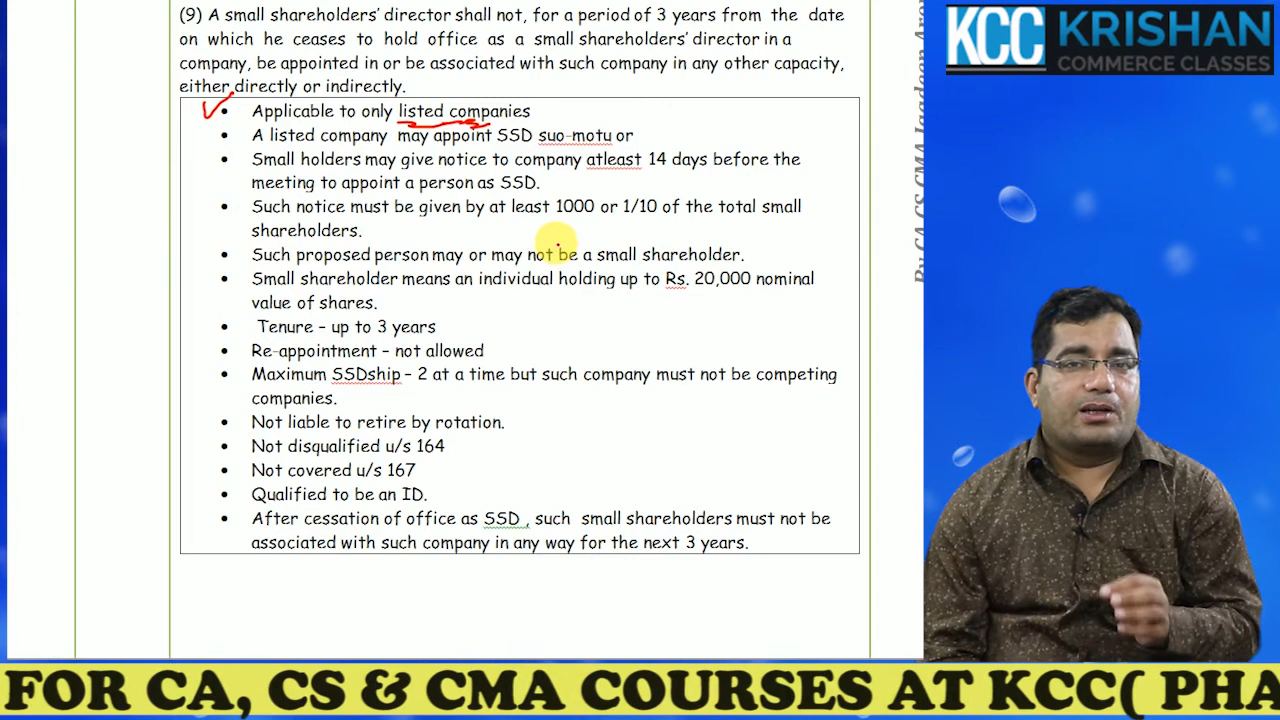 (9) A small shareholders' director shall not, for a period of 3 years from the date
on which he ceases to hold office as a small shareholders' director in a
company, be appointed in or be associated with such company in any other capacity,
either directly or indirectly.
• Applicable to only listed companies
• A listed company may appoint SSD suo-motu or
• Small holders may give notice to company atleast 14 days before the
meeting to appoint a person as SSD.
• Such notice must be given by at least 1000 or 1/10 of the total small
shareholders.
• Such proposed person may or may not be a small shareholder.
• Small shareholder means an individual holding up to Rs. 20,000 nominal
value of shares.
• Tenure – up to 3 years
• Re-appointment – not allowed
• Maximum SSDship – 2 at a time but such company must not be competing
companies.
• Not liable to retire by rotation.
• Not disqualified u/s 164
• Not covered u/s 167
• Qualified to be an ID.
• After cessation of office as SSD , such small shareholders must not be
associated with such company in any way for the next 3 years.
By CA CS CMA Jagdeep
KCC KRISHAN
COMMERCE CLASSES
FOR CA, CS & CMA COURSES AT KCC( PHA